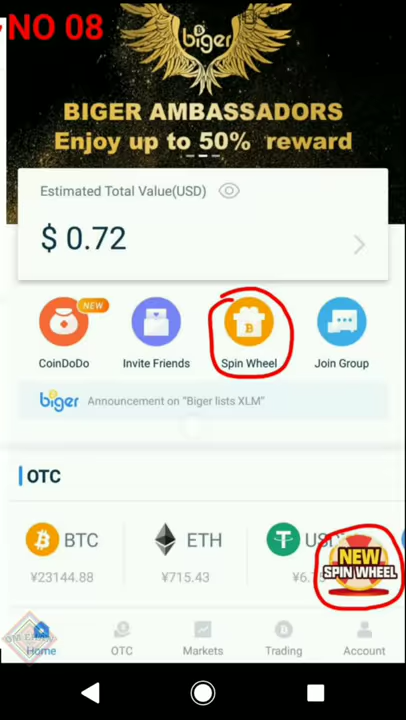 NO 08
biger
BIGER AMBASSADORS
Enjoy up to 50% reward
Estimated Total Value(USD)
$ 0.72
NEW
CoinDoDo
Invite Friends
Spin Wheel
Join Group
biger
Announcement on "Biger lists XLM"
OTC
BTC
ETH
¥23144.88
¥715.43
NEW
SPIN WHEEL
Home
OTC
Markets
Trading
Account